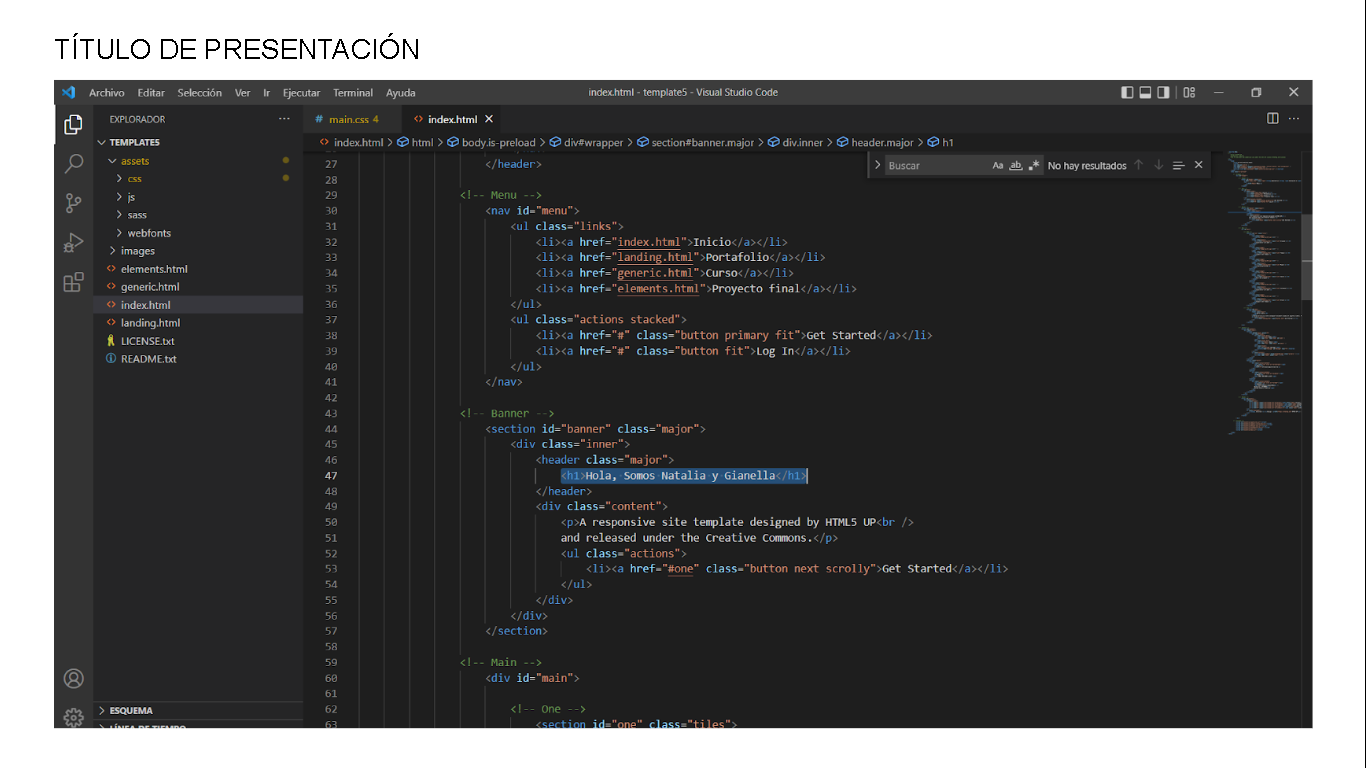 TÍTULO DE PRESENTACIÓN
Archivo Editar Selección Ver Ir Ejecutar Terminal Ayuda index.html - template5 - Visual Studio Code
EXPLORADOR ···
# main.css 4
<> index.html ×
TEMPLATE5
assets
css
js
sass
webfonts
images
<> elements.html
<> generic.html
<> index.html
<> landing.html
LICENSE.txt
README.txt
ESQUEMA
LÍNEA DE TIEMPO
<> index.html > html > body.is-preload > div#wrapper > section#banner.major > div.inner > header.major > h1
Buscar Aa ab .* No hay resultados
27 </header>
28
29 <!-- Menu -->
30 <nav id="menu">
31 <ul class="links">
32 <li><a href="index.html">Inicio</a></li>
33 <li><a href="landing.html">Portafolio</a></li>
34 <li><a href="generic.html">Curso</a></li>
35 <li><a href="elements.html">Proyecto final</a></li>
36 </ul>
37 <ul class="actions stacked">
38 <li><a href="#" class="button primary fit">Get Started</a></li>
39 <li><a href="#" class="button fit">Log In</a></li>
40 </ul>
41 </nav>
42
43 <!-- Banner -->
44 <section id="banner" class="major">
45 <div class="inner">
46 <header class="major">
47 <h1>Hola, Somos Natalia y Gianella</h1>
48 </header>
49 <div class="content">
50 <p>A responsive site template designed by HTML5 UP<br />
51 and released under the Creative Commons.</p>
52 <ul class="actions">
53 <li><a href="#one" class="button next scrolly">Get Started</a></li>
54 </ul>
55 </div>
56 </div>
57 </section>
58
59 <!-- Main -->
60 <div id="main">
61
62 <!-- One -->
63 <section id="one" class="tiles">